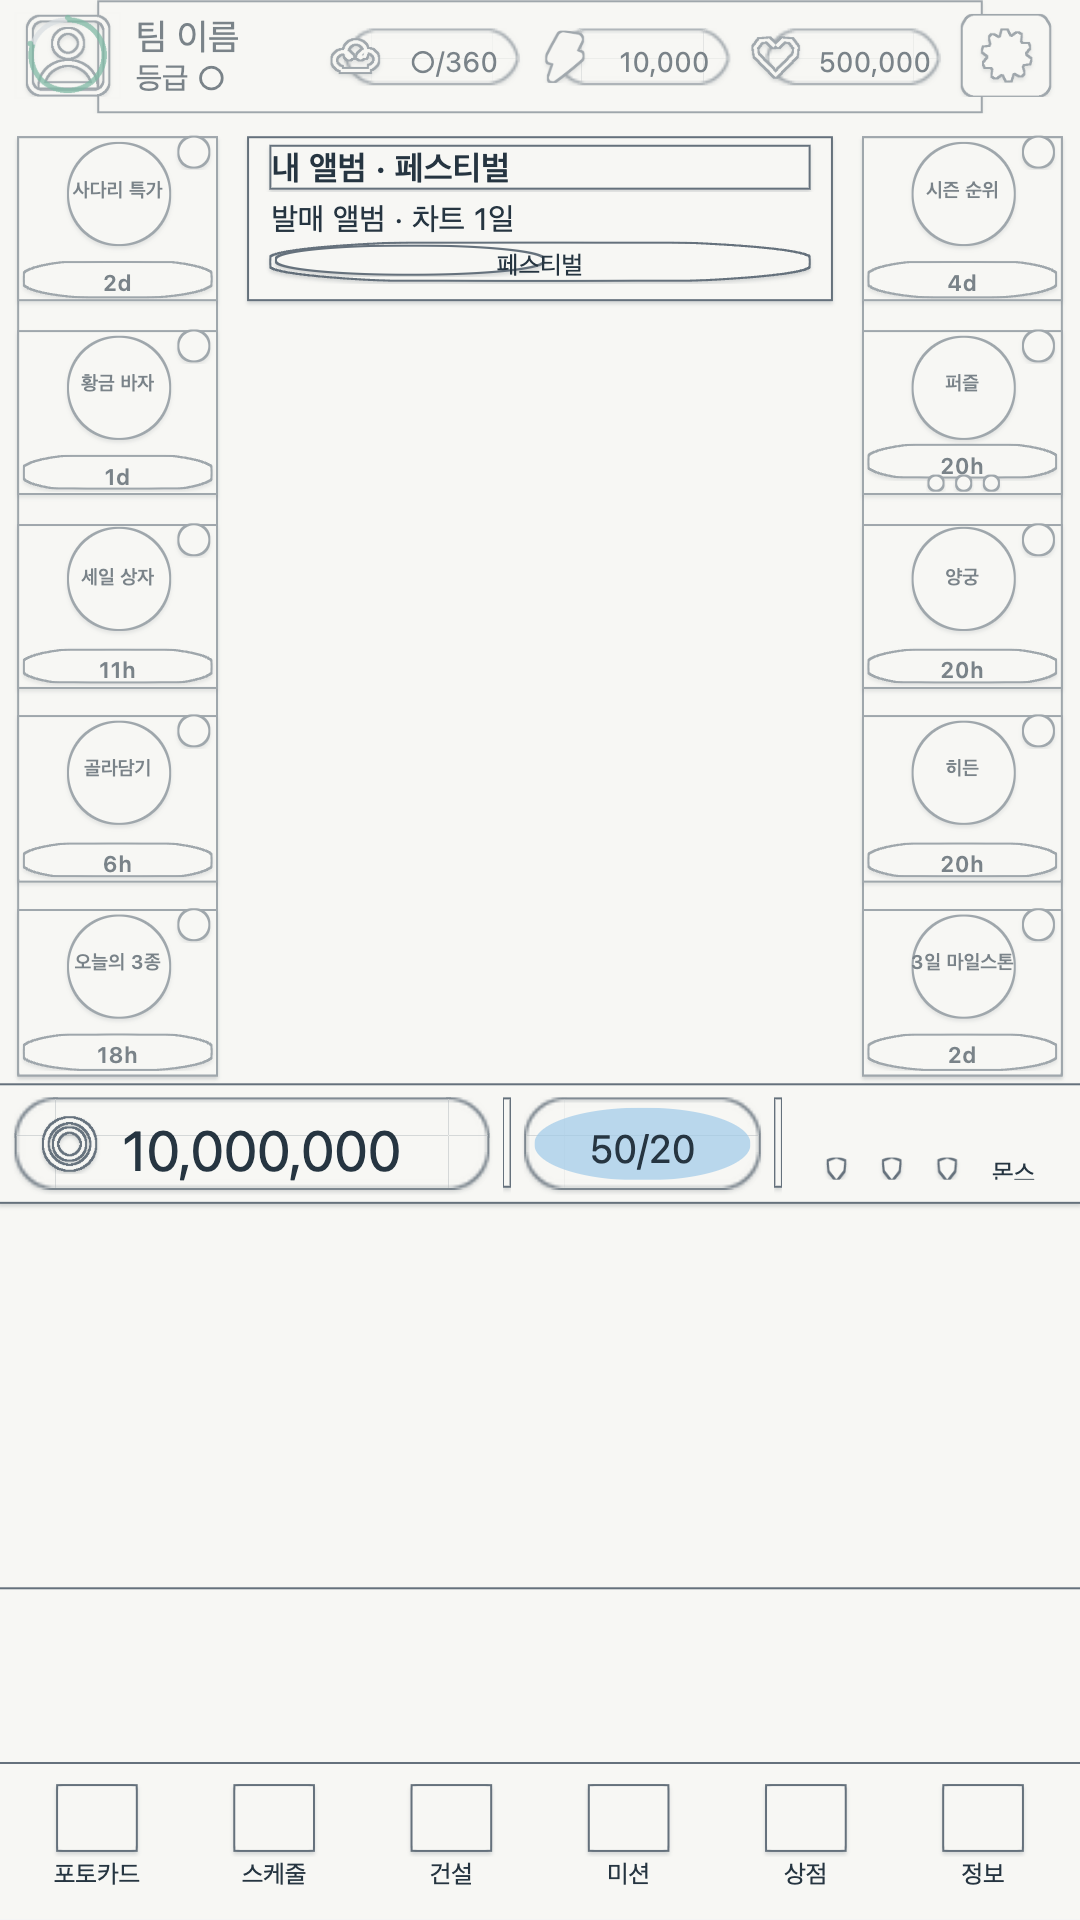 팀 이름
등급 O
O/360
10,000
500,000
내 앨범 · 페스티벌
발매 앨범 · 차트 1일
페스티벌
사다리 특가
2d
황금 바자
1d
세일 상자
11h
골라담기
6h
오늘의 3종
18h
시즌 순위
4d
퍼즐
20h
양궁
20h
히든
20h
3일 마일스톤
2d
10,000,000
50/20
몬스
포토카드
스케줄
건설
미션
상점
정보